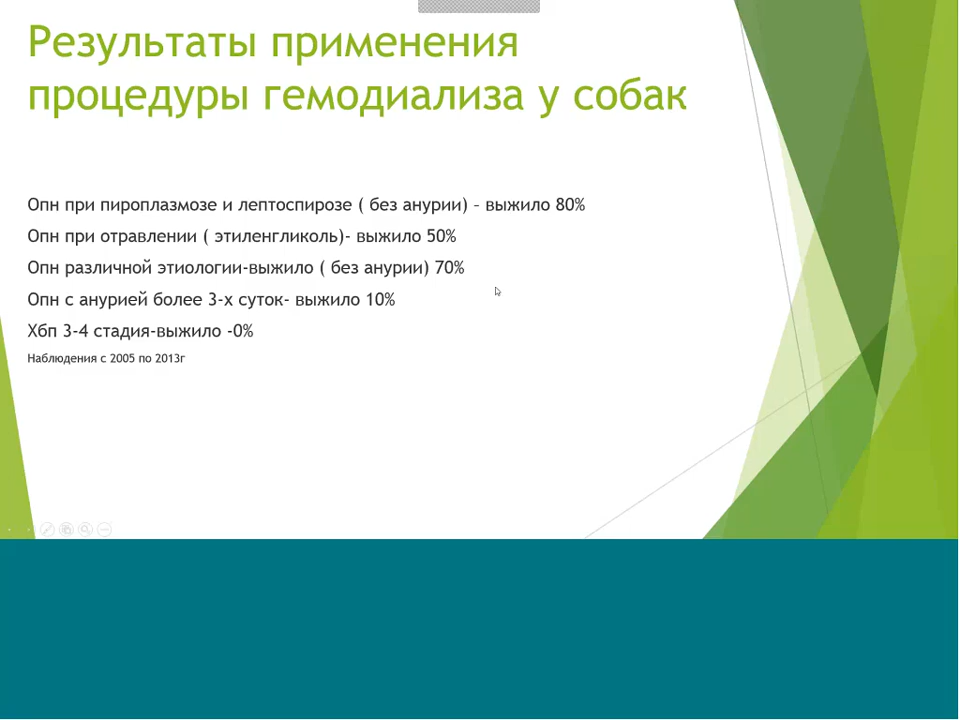 Результаты применения
процедуры гемодиализа у собак
Опн при пироплазмозе и лептоспирозе ( без анурии) – выжило 80%
Опн при отравлении ( этиленгликоль)- выжило 50%
Опн различной этиологии-выжило ( без анурии) 70%
Опн с анурией более 3-х суток- выжило 10%
Хбп 3-4 стадия-выжило -0%
Наблюдения с 2005 по 2013г